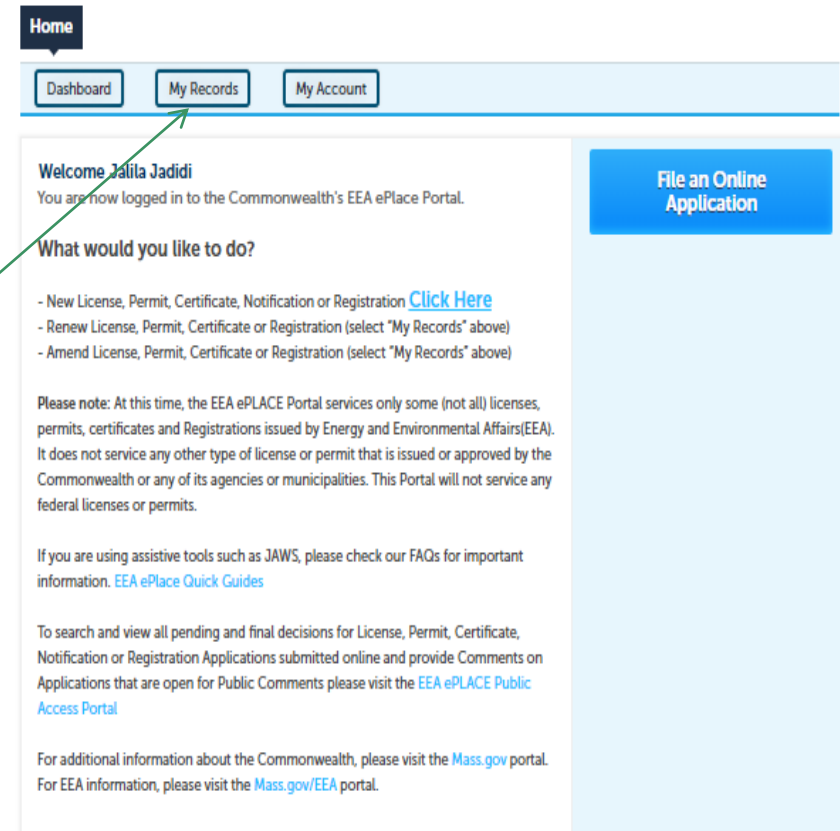 Home
Dashboard
My Records
My Account
Welcome Jalila Jadidi
You are now logged in to the Commonwealth's EEA ePlace Portal.
What would you like to do?
- New License, Permit, Certificate, Notification or Registration Click Here
- Renew License, Permit, Certificate or Registration (select "My Records" above)
- Amend License, Permit, Certificate or Registration (select "My Records" above)
Please note: At this time, the EEA ePLACE Portal services only some (not all) licenses,
permits, certificates and Registrations issued by Energy and Environmental Affairs(EEA).
It does not service any other type of license or permit that is issued or approved by the
Commonwealth or any of its agencies or municipalities. This Portal will not service any
federal licenses or permits.
If you are using assistive tools such as JAWS, please check our FAQs for important
information. EEA ePlace Quick Guides
To search and view all pending and final decisions for License, Permit, Certificate,
Notification or Registration Applications submitted online and provide Comments on
Applications that are open for Public Comments please visit the EEA ePLACE Public
Access Portal
For additional information about the Commonwealth, please visit the Mass.gov portal.
For EEA information, please visit the Mass.gov/EEA portal.
File an Online
Application